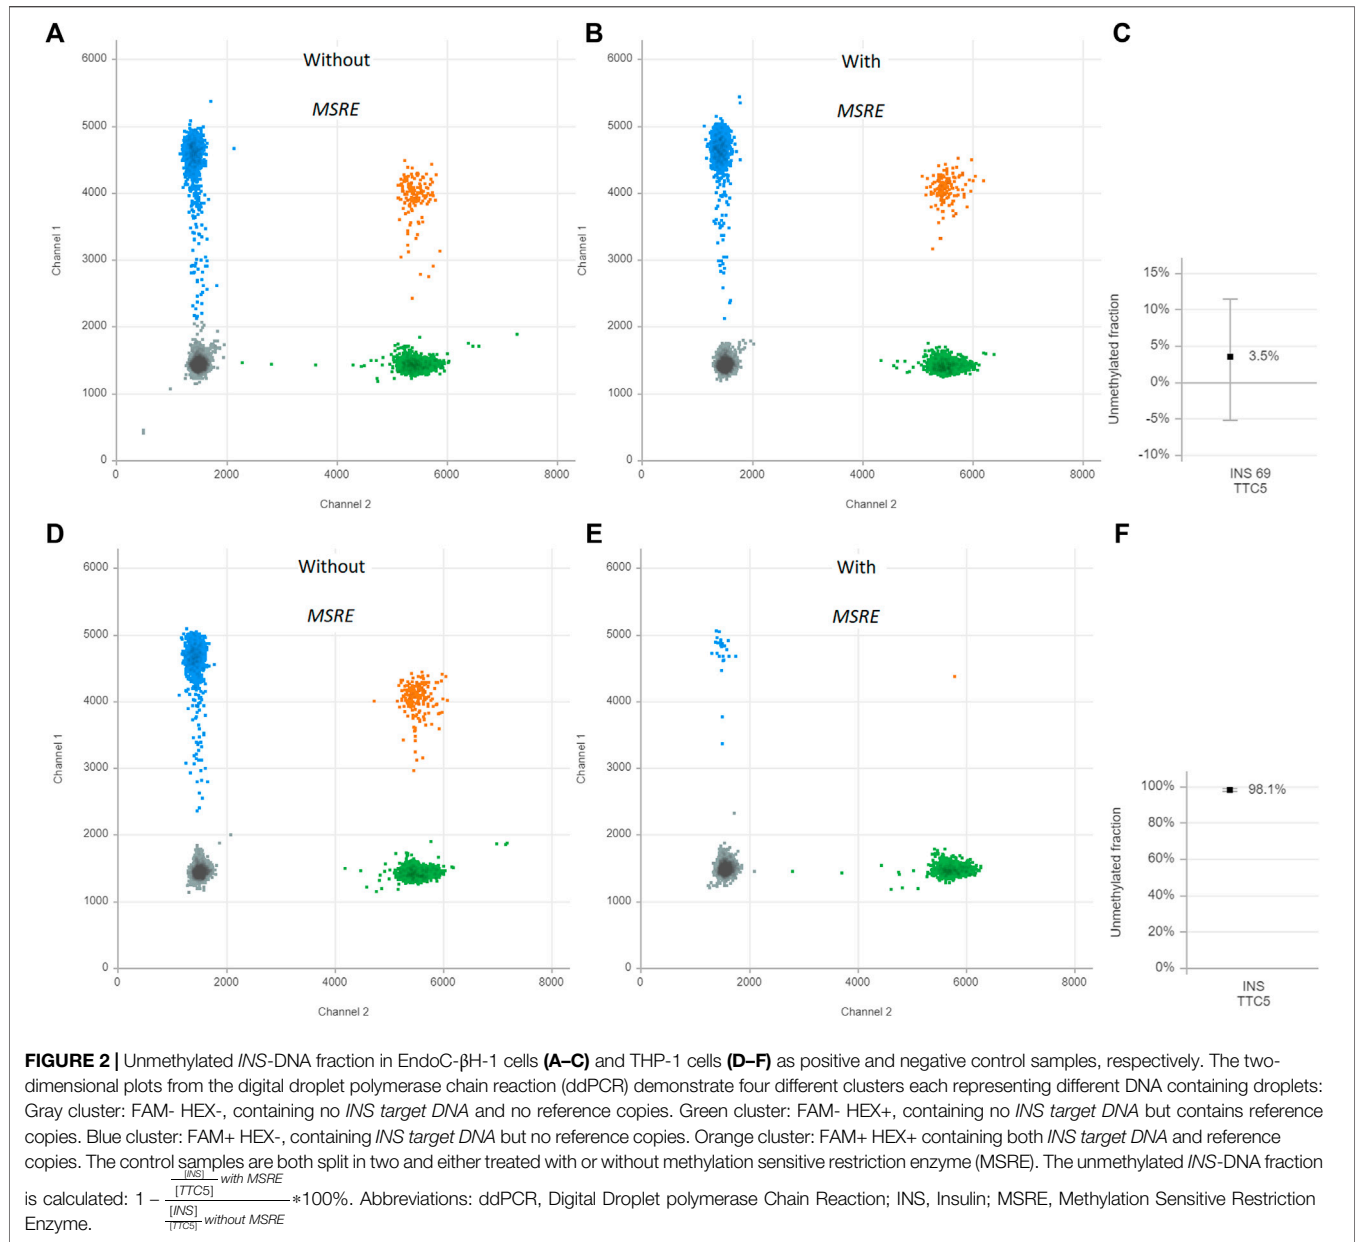 A
B
C
Without
MSRE
6000
5000
4000
3000
2000
1000
0
Channel 1
0
2000
4000
6000
8000
Channel 2
With
MSRE
6000
5000
4000
3000
2000
1000
0
Channel 1
0
2000
4000
6000
8000
Channel 2
15%
10%
5%
0%
-5%
-10%
Unmethylated fraction
3.5%
INS 69
TTC5
D
E
F
Without
MSRE
6000
5000
4000
3000
2000
1000
0
Channel 1
0
2000
4000
6000
8000
Channel 2
With
MSRE
6000
5000
4000
3000
2000
1000
0
Channel 1
0
2000
4000
6000
8000
Channel 2
100%
80%
60%
40%
20%
0%
Unmethylated fraction
98.1%
INS
TTC5
FIGURE 2 | Unmethylated INS-DNA fraction in EndoC-βH-1 cells (A–C) and THP-1 cells (D–F) as positive and negative control samples, respectively. The two-
dimensional plots from the digital droplet polymerase chain reaction (ddPCR) demonstrate four different clusters each representing different DNA containing droplets:
Gray cluster: FAM- HEX-, containing no INS target DNA and no reference copies. Green cluster: FAM- HEX+, containing no INS target DNA but contains reference
copies. Blue cluster: FAM+ HEX-, containing INS target DNA but no reference copies. Orange cluster: FAM+ HEX+ containing both INS target DNA and reference
copies. The control samples are both split in two and either treated with or without methylation sensitive restriction enzyme (MSRE). The unmethylated INS-DNA fraction
is calculated: 1 – [INS]/[TTC5] with MSRE / [INS]/[TTC5] without MSRE *100%. Abbreviations: ddPCR, Digital Droplet polymerase Chain Reaction; INS, Insulin; MSRE, Methylation Sensitive Restriction
Enzyme.